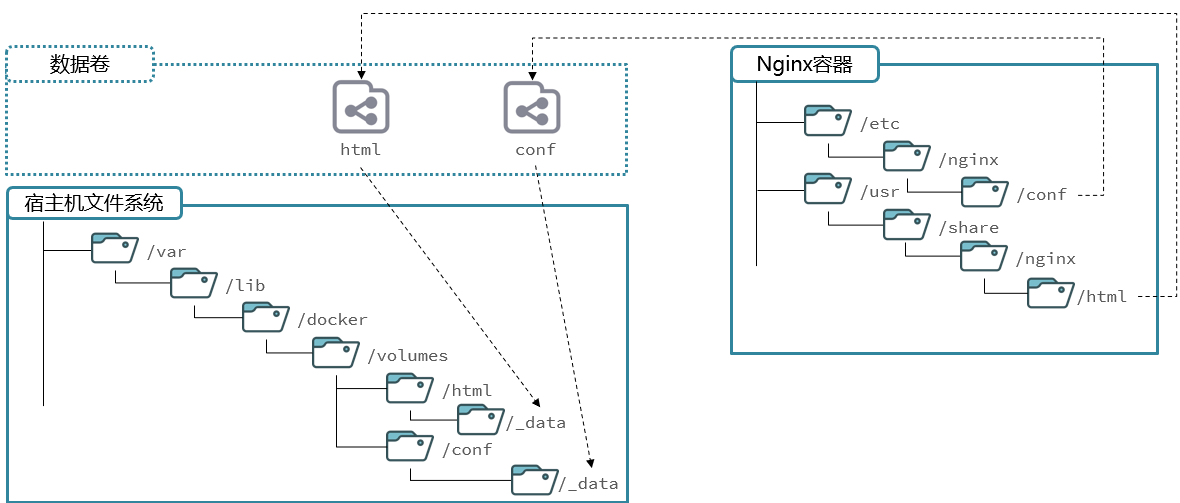 数据卷
html
conf
宿主机文件系统
/var
/lib
/docker
/volumes
/html
/_data
/conf
/_data
Nginx容器
/etc
/nginx
/conf
/usr
/share
/nginx
/html